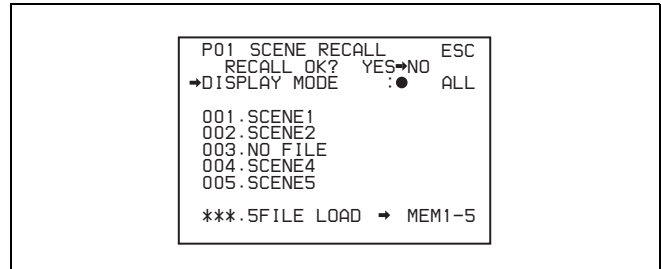 P01 SCENE RECALL ESC
RECALL OK? YES➡NO
➡DISPLAY MODE :● ALL
001.SCENE1
002.SCENE2
003.NO FILE
004.SCENE4
005.SCENE5
***.5FILE LOAD ➡ MEM1-5